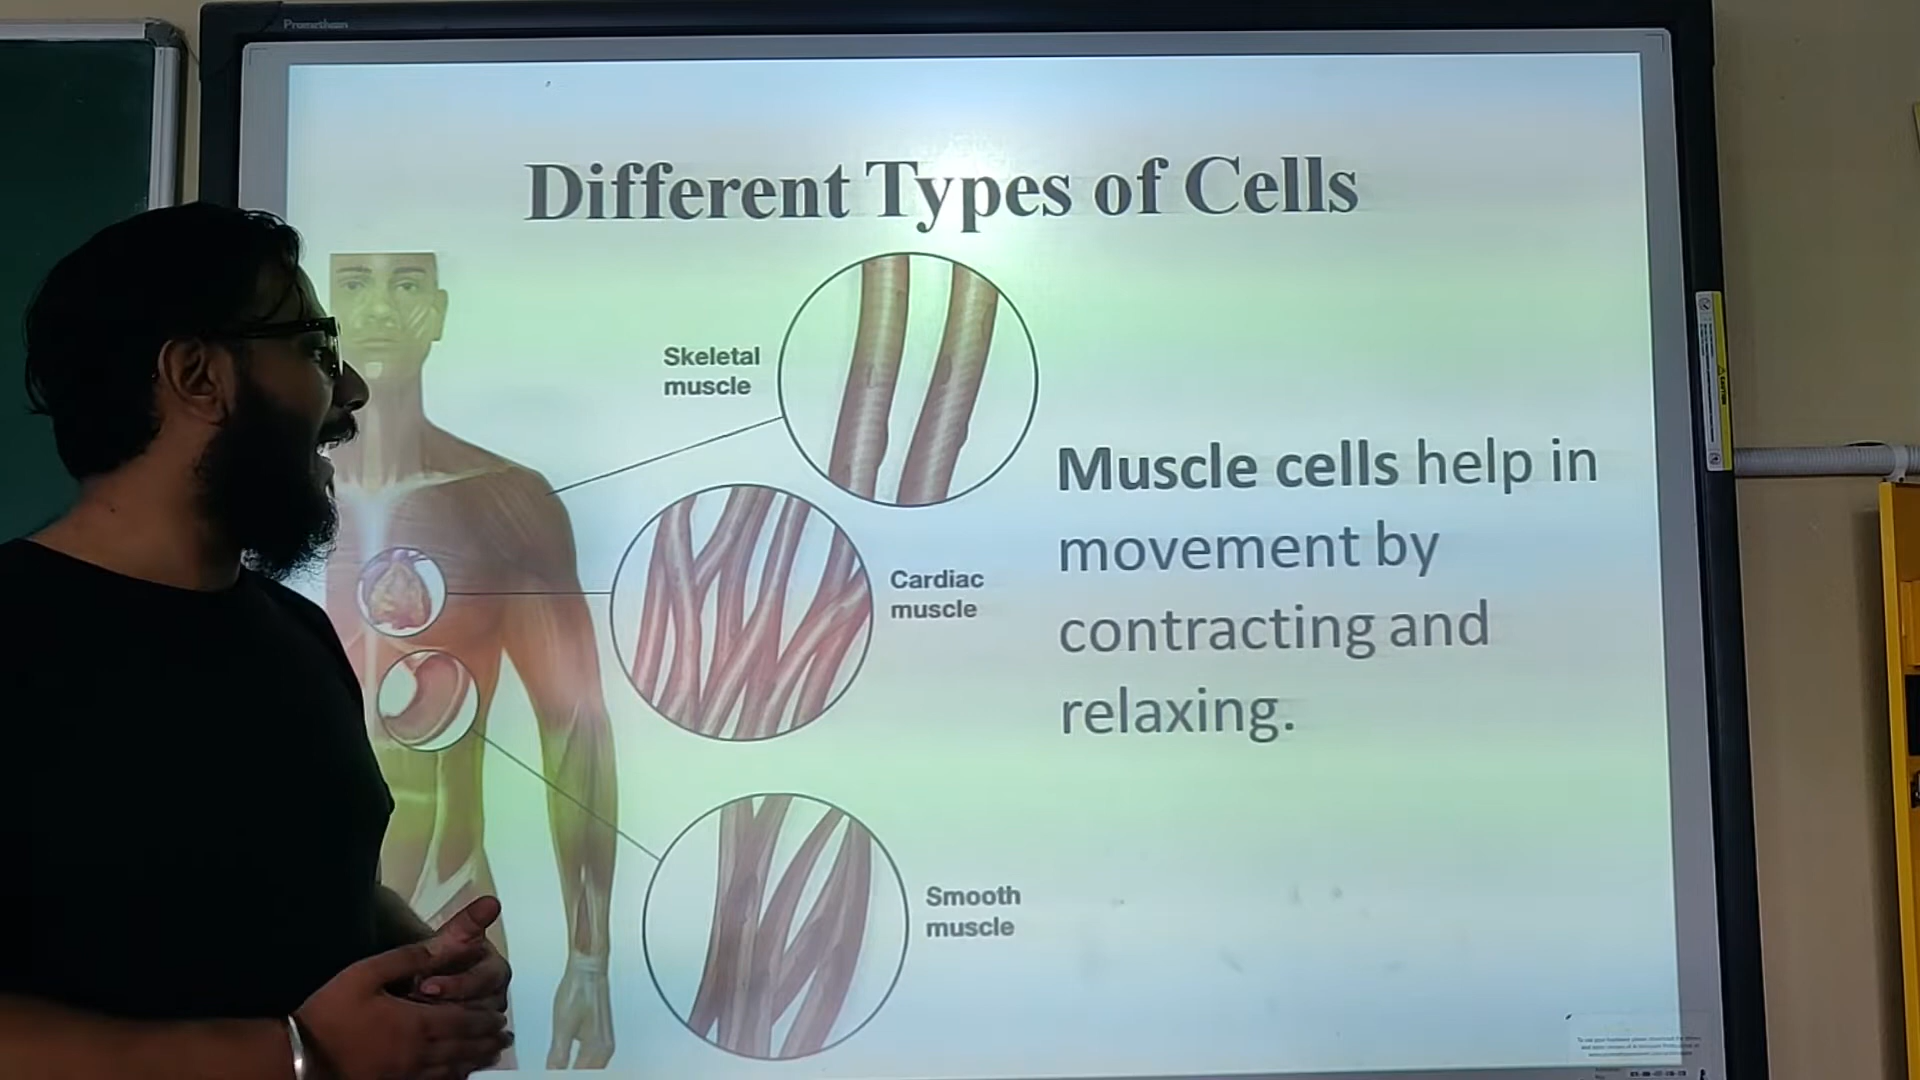 Promethean
Different Types of Cells
Skeletal
muscle
Cardiac
muscle
Smooth
muscle
Muscle cells help in
movement by
contracting and
relaxing.